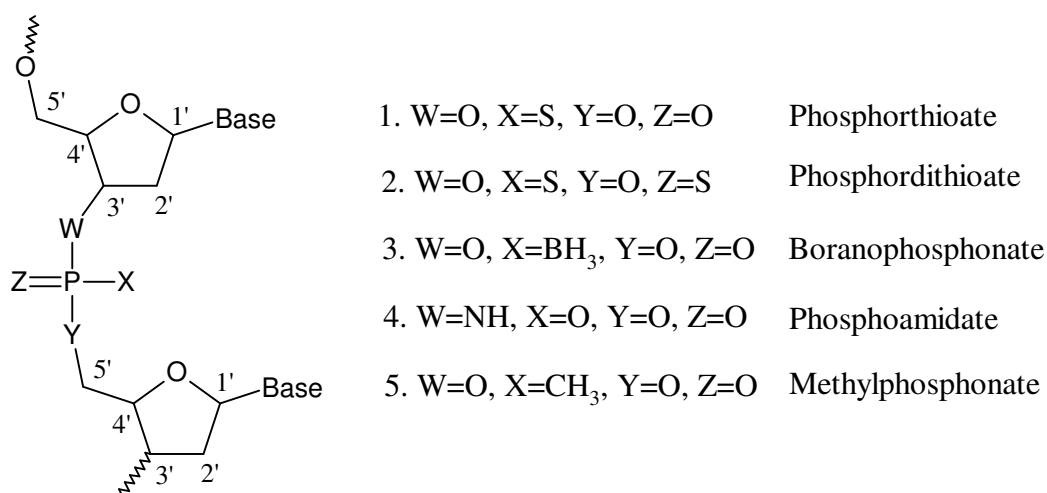 O
5'
O
1'
Base
4'
3'
2'
W
Z=P-X
Y
5'
O
1'
Base
4'
3'
2'
1. W=O, X=S, Y=O, Z=O Phosphorthioate
2. W=O, X=S, Y=O, Z=S Phosphordithioate
3. W=O, X=BH₃, Y=O, Z=O Boranophosphonate
4. W=NH, X=O, Y=O, Z=O Phosphoamidate
5. W=O, X=CH₃, Y=O, Z=O Methylphosphonate